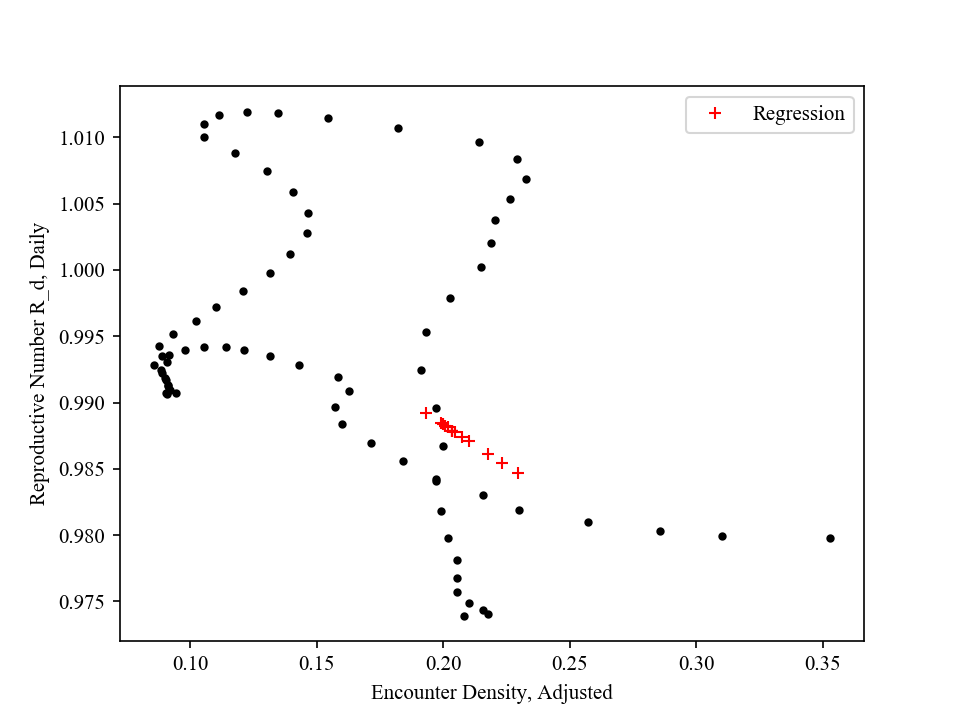 Regression
1.010
1.005
1.000
0.995
0.990
0.985
0.980
0.975
Reproductive Number R_d, Daily
0.10 0.15 0.20 0.25 0.30 0.35
Encounter Density, Adjusted